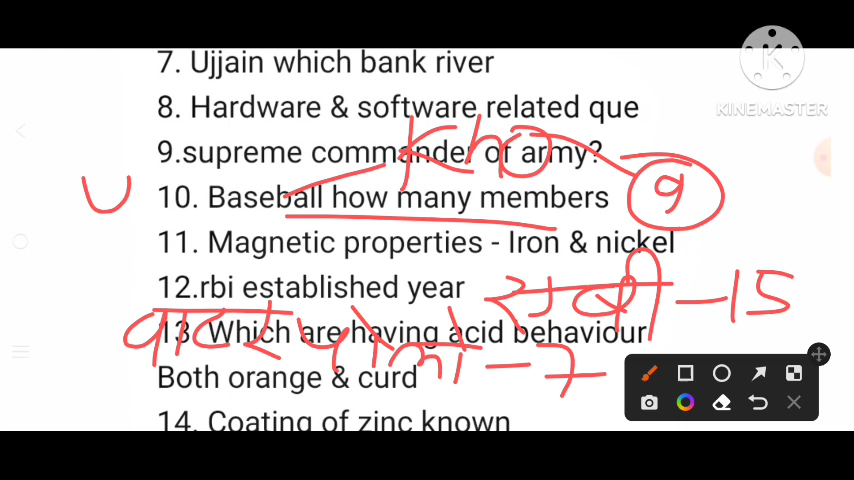 7. Ujjain which bank river
KINEMASTER
8. Hardware & software related que
9.supreme commander of army?
Kho
10. Baseball how many members
9
11. Magnetic properties - Iron & nickel
12.rbi established year
रग्बी - 15
13. Which are having acid behaviour
वाटर पोलो - 7
Both orange & curd
14. Coating of zinc known